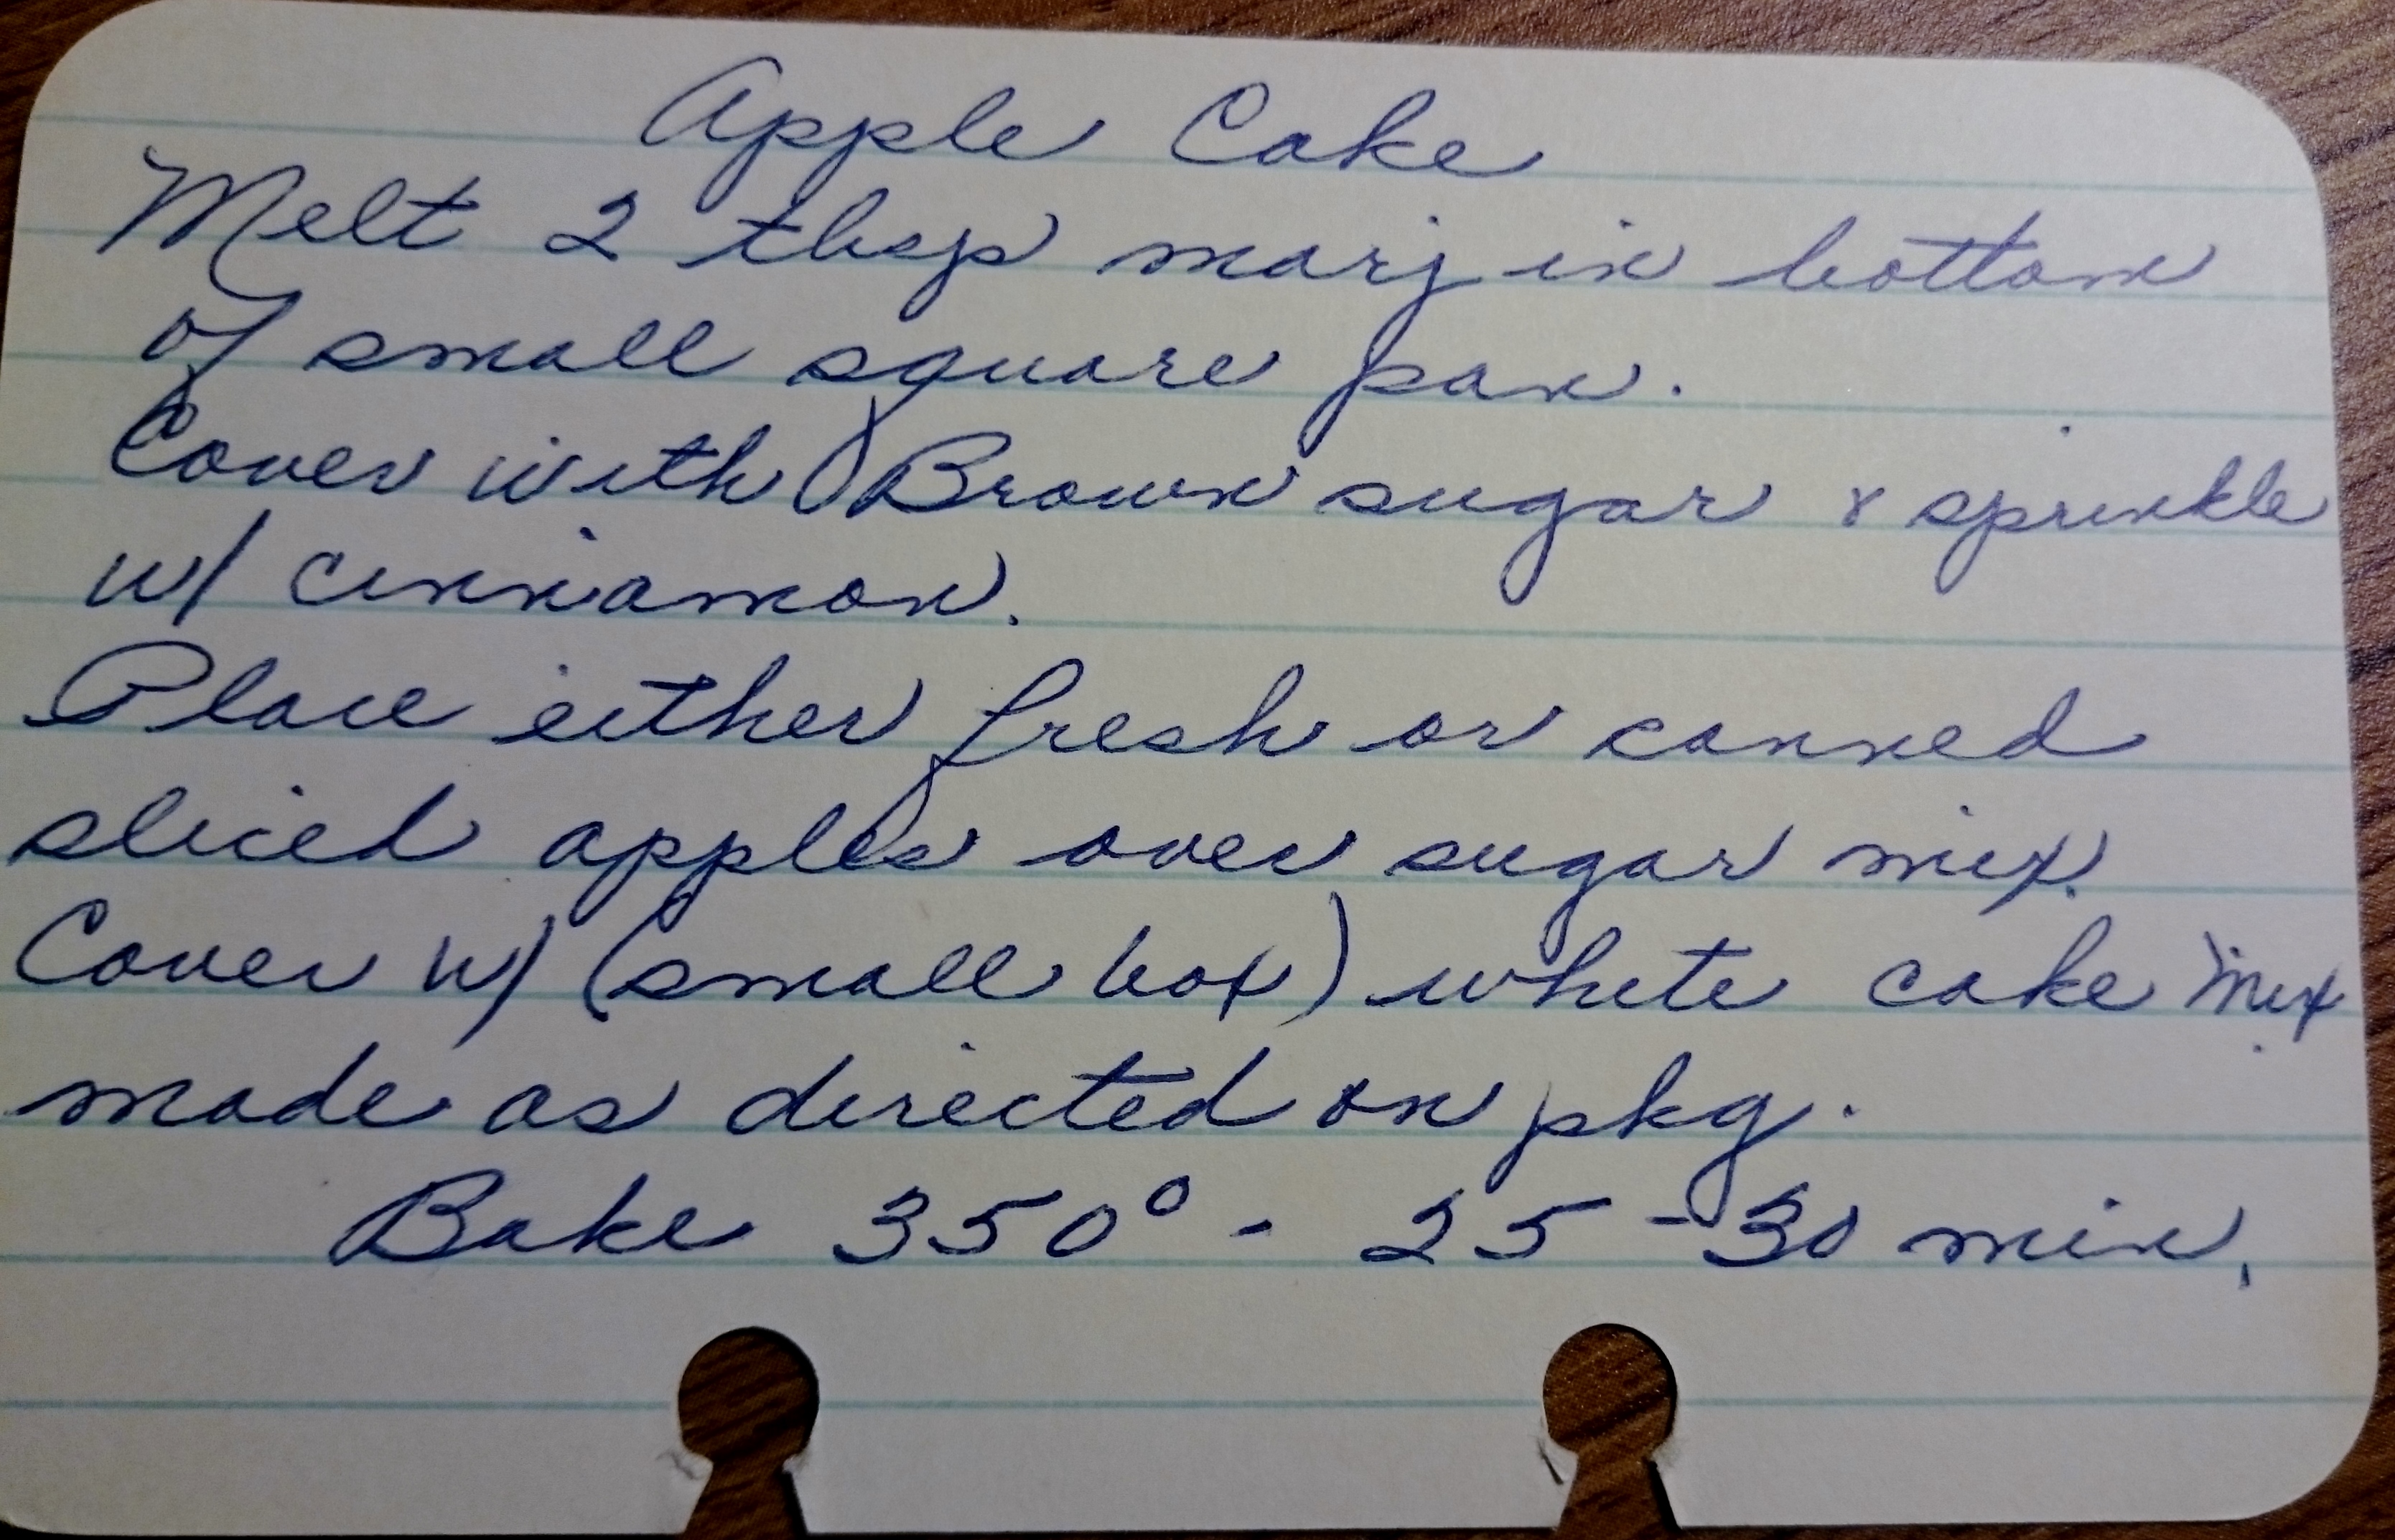 Apple Cake
Melt 2 tbsp marj in bottom
of small square pan.
Cover with Brown sugar & sprinkle
w/ cinnamon.
Place either fresh or canned
sliced apples over sugar mix.
Cover w/ (small box) white cake mix
made as directed on pkg.
Bake 350° - 25 - 30 min.